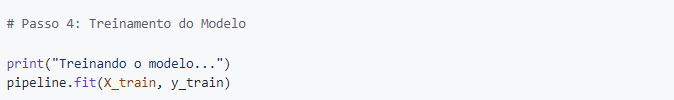 # Passo 4: Treinamento do Modelo
print("Treinando o modelo...")
pipeline.fit(X_train, y_train)